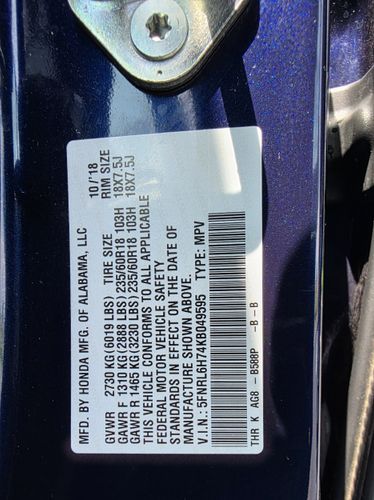 MFD. BY HONDA MFG. OF ALABAMA, LLC 10/'18
GVWR 2730 KG (6019 LBS) TIRE SIZE RIM SIZE
GAWR F 1310 KG (2888 LBS) 235/60R18 103H 18X7.5J
GAWR R 1465 KG (3230 LBS) 235/60R18 103H 18X7.5J
THIS VEHICLE CONFORMS TO ALL APPLICABLE
FEDERAL MOTOR VEHICLE SAFETY
STANDARDS IN EFFECT ON THE DATE OF
MANUFACTURE SHOWN ABOVE.
V.I.N.: 5FNRL6H74KB049595 TYPE: MPV
THR K AG8 - B588P -B - B